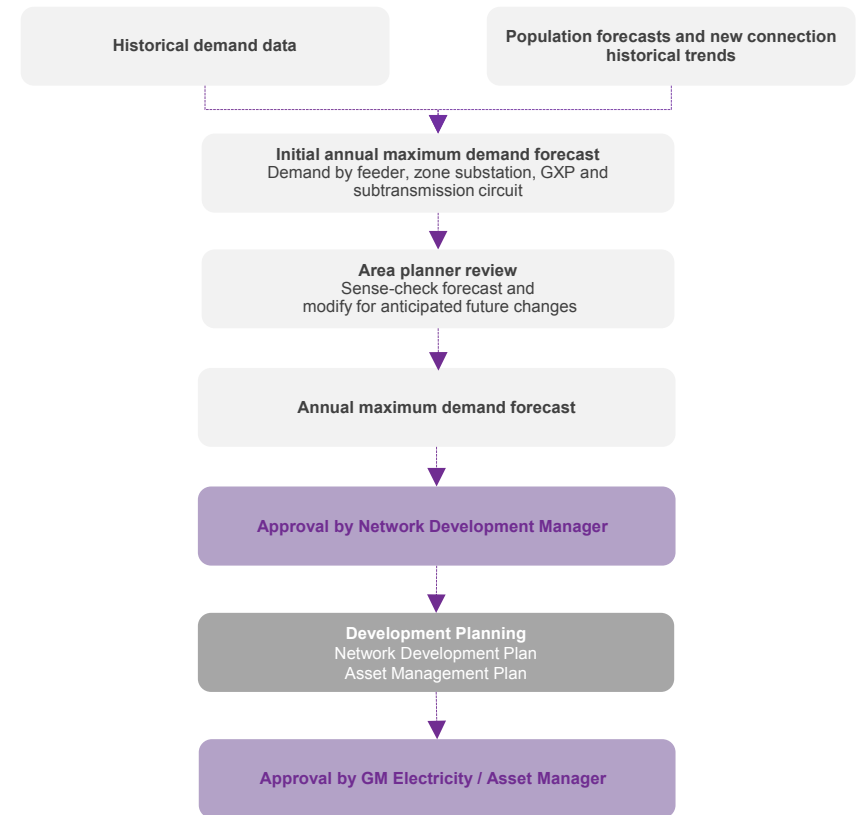 Historical demand data
Population forecasts and new connection
historical trends
Initial annual maximum demand forecast
Demand by feeder, zone substation, GXP and
subtransmission circuit
Area planner review
Sense-check forecast and
modify for anticipated future changes
Annual maximum demand forecast
Approval by Network Development Manager
Development Planning
Network Development Plan
Asset Management Plan
Approval by GM Electricity / Asset Manager